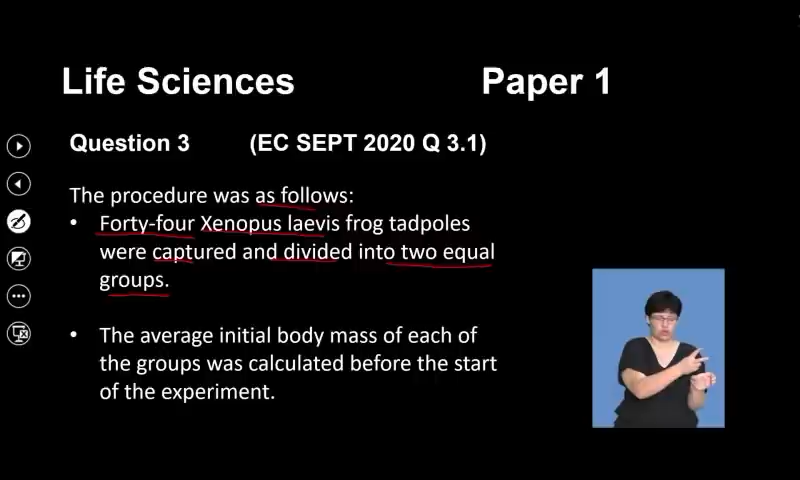 Life Sciences Paper 1
Question 3 (EC SEPT 2020 Q 3.1)
The procedure was as follows:
• Forty-four Xenopus laevis frog tadpoles
were captured and divided into two equal
groups.
• The average initial body mass of each of
the groups was calculated before the start
of the experiment.